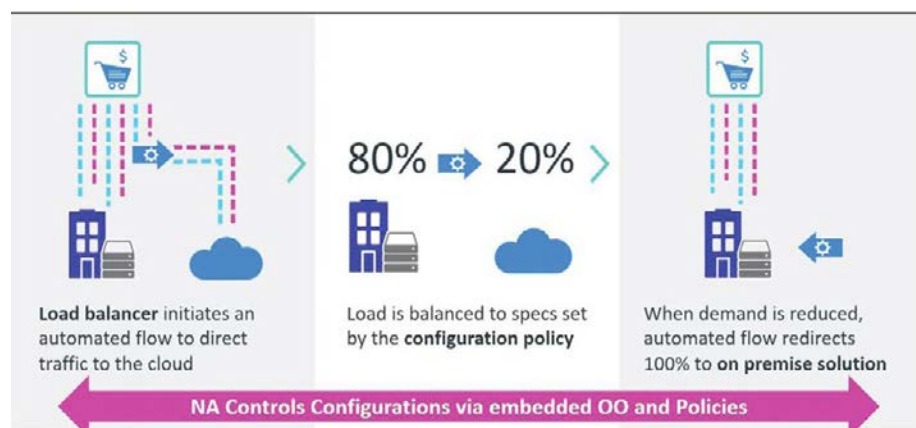 $
Load balancer initiates an
automated flow to direct
traffic to the cloud
80%
20%
Load is balanced to specs set
by the configuration policy
$
When demand is reduced,
automated flow redirects
100% to on premise solution
NA Controls Configurations via embedded OO and Policies